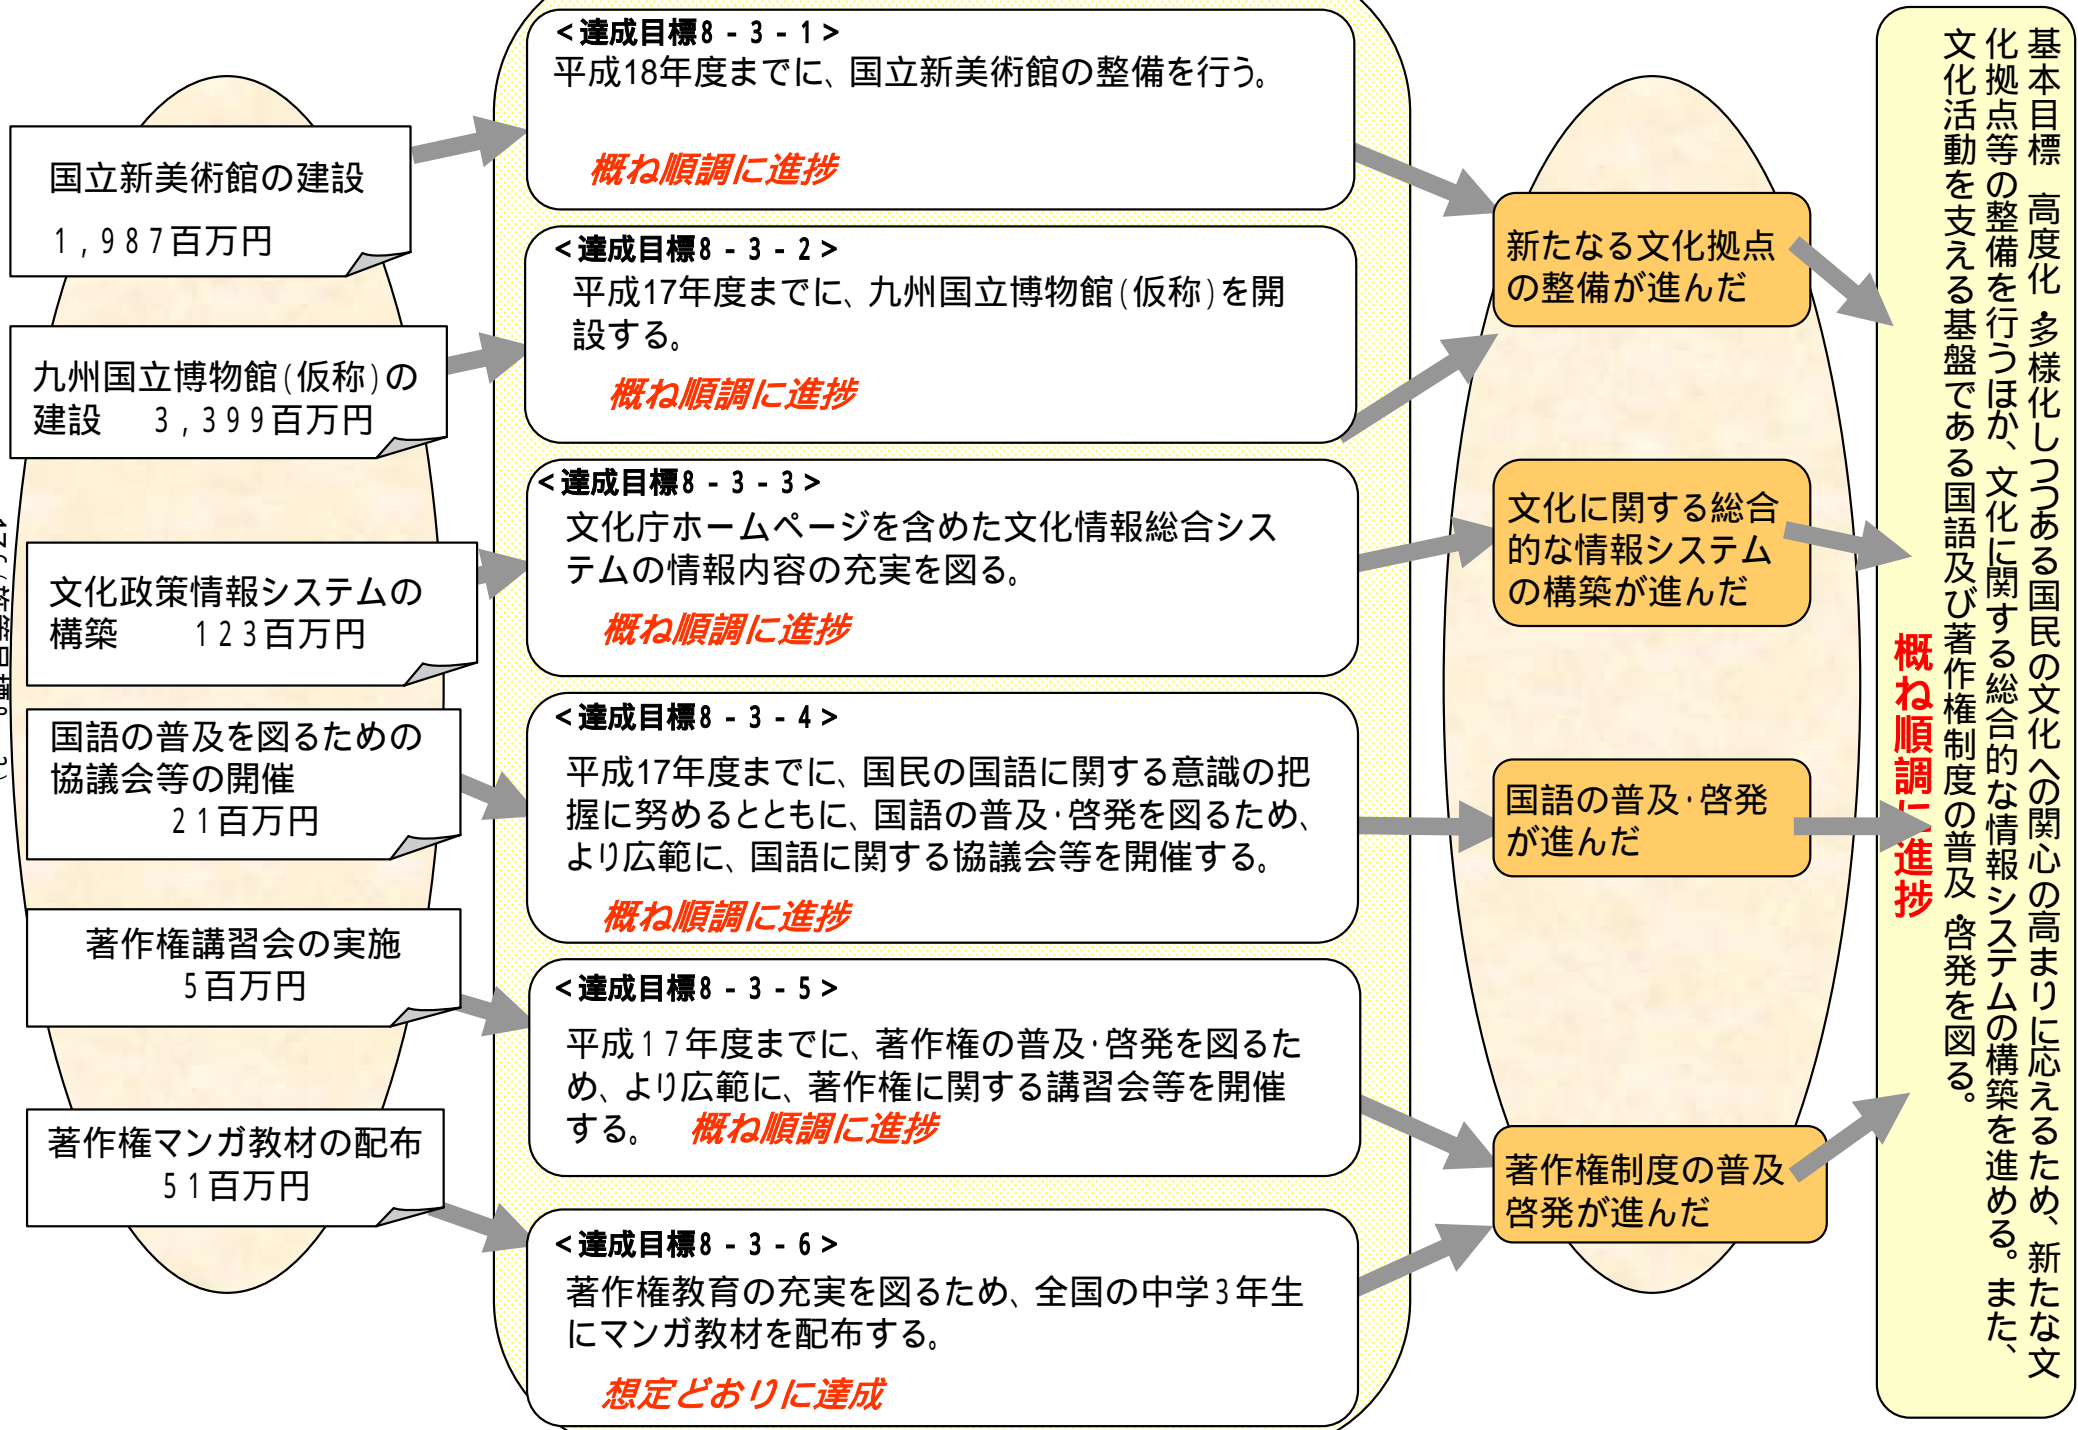 国立新美術館の建設
1,987百万円
九州国立博物館(仮称)の
建設 3,399百万円
文化政策情報システムの
構築 123百万円
国語の普及を図るための
協議会等の開催
21百万円
著作権講習会の実施
5百万円
著作権マンガ教材の配布
51百万円
<達成目標8-3-1>
平成18年度までに、国立新美術館の整備を行う。
概ね順調に進捗
<達成目標8-3-2>
平成17年度までに、九州国立博物館(仮称)を開
設する。
概ね順調に進捗
<達成目標8-3-3>
文化庁ホームページを含めた文化情報総合シス
テムの情報内容の充実を図る。
概ね順調に進捗
<達成目標8-3-4>
平成17年度までに、国民の国語に関する意識の把
握に努めるとともに、国語の普及・啓発を図るため、
より広範に、国語に関する協議会等を開催する。
概ね順調に進捗
<達成目標8-3-5>
平成17年度までに、著作権の普及・啓発を図るた
め、より広範に、著作権に関する講習会等を開催
する。 概ね順調に進捗
<達成目標8-3-6>
著作権教育の充実を図るため、全国の中学3年生
にマンガ教材を配布する。
想定どおりに達成
新たなる文化拠点
の整備が進んだ
文化に関する総合
的な情報システム
の構築が進んだ
国語の普及・啓発
が進んだ
著作権制度の普及
啓発が進んだ
基本目標 高度化・多様化しつつある国民の文化への関心の高まりに応えるため、新たな文
化拠点等の整備を行うほか、文化に関する総合的な情報システムの構築を進める。また、
文化活動を支える基盤である国語及び著作権制度の普及・啓発を図る。
概ね順調に進捗